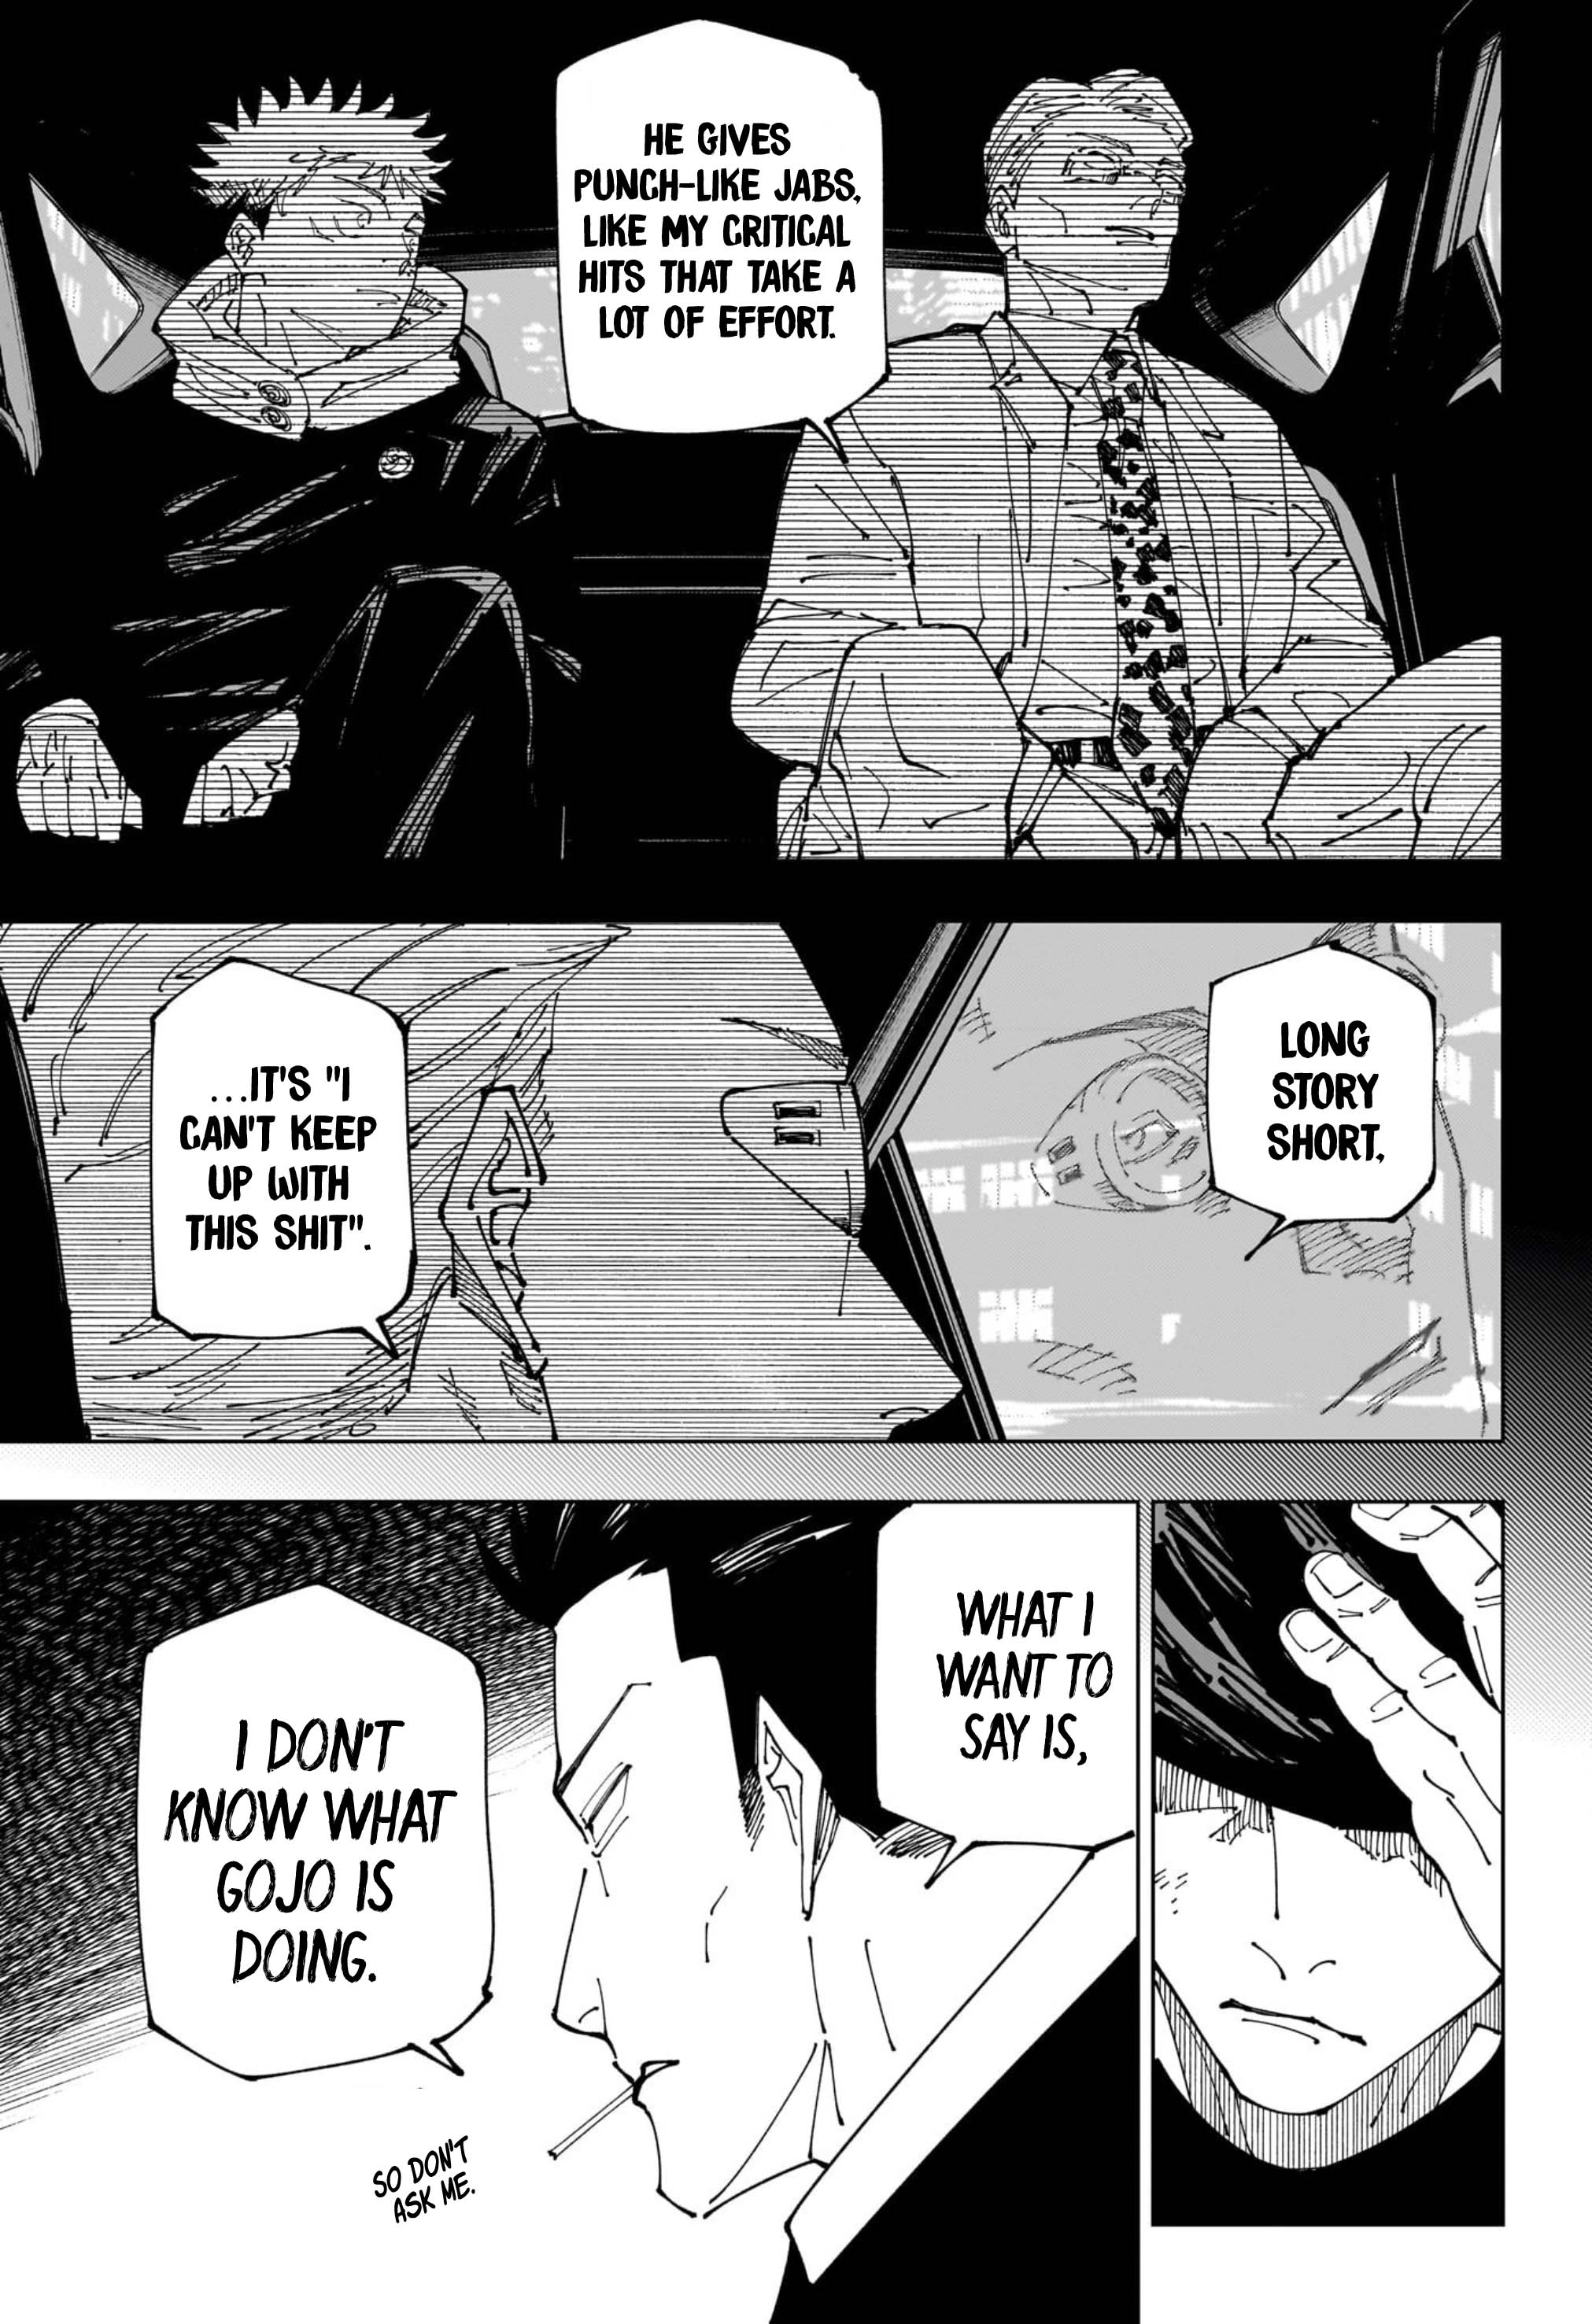 HE GIVES
PUNCH-LIKE JABS,
LIKE MY CRITICAL
HITS THAT TAKE A
LOT OF EFFORT.
LONG
STORY
SHORT,
...IT'S "I
CAN'T KEEP
UP WITH
THIS SHIT".
WHAT I
WANT TO
SAY IS,
I DON'T
KNOW WHAT
GOJO IS
DOING.
SO DON'T
ASK ME.